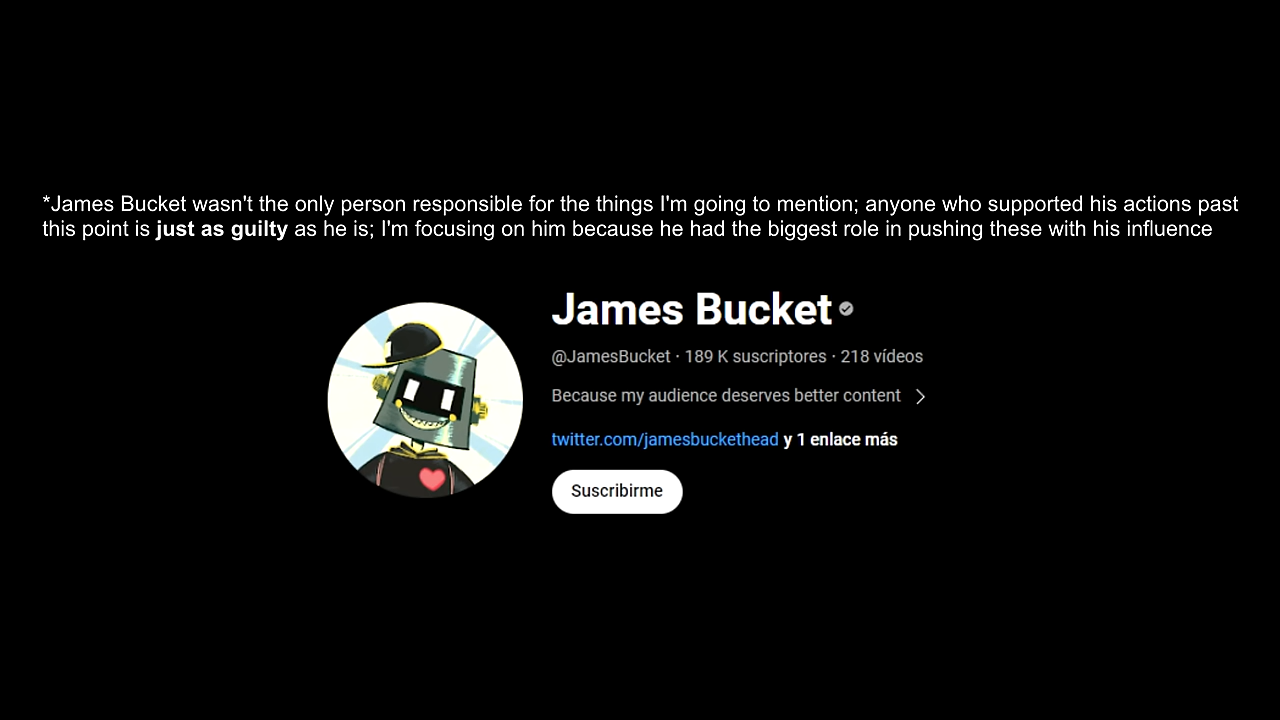 *James Bucket wasn't the only person responsible for the things I'm going to mention; anyone who supported his actions past
this point is just as guilty as he is; I'm focusing on him because he had the biggest role in pushing these with his influence
James Bucket
@JamesBucket · 189 K suscriptores · 218 vídeos
Because my audience deserves better content
twitter.com/jamesbuckethead y 1 enlace más
Suscribirme